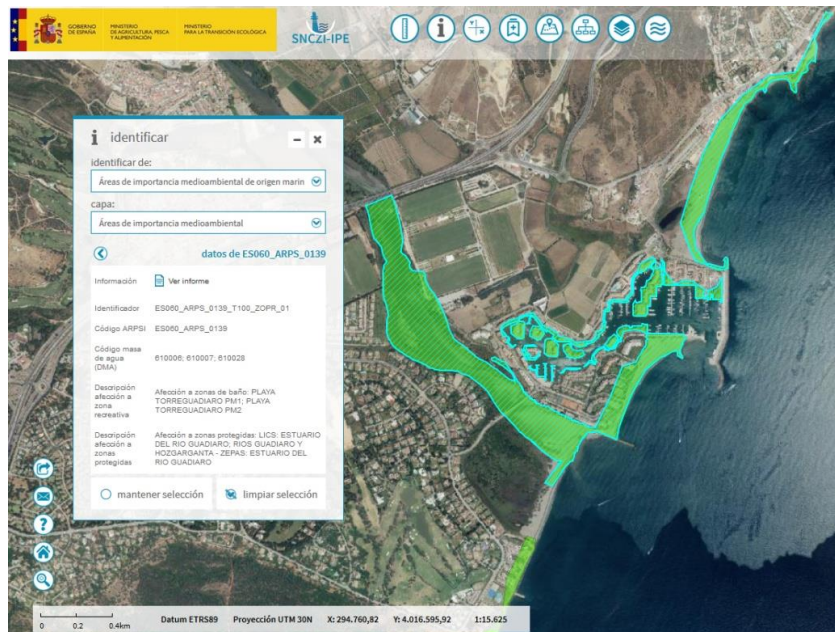 GOBIERNO
DE ESPAÑA
MINISTERIO
DE AGRICULTURA, PESCA
Y ALIMENTACIÓN
MINISTERIO
PARA LA TRANSICIÓN ECOLÓGICA
SNCZI-IPE
i identificar
identificar de:
Áreas de importancia medioambiental de origen marin
capa:
Áreas de importancia medioambiental
datos de ES060_ARPS_0139
Información Ver informe
Identificador ES060_ARPS_0139_T100_ZOPR_01
Código ARPSI ES060_ARPS_0139
Código masa
de agua
(DMA)
610006; 610007; 610028
Descripción
afección a
zona
recreativa
Afección a zonas de baño: PLAYA
TORREGUADIARO PM1; PLAYA
TORREGUADIARO PM2
Descripción
afección a
zonas
protegidas
Afección a zonas protegidas: LICS: ESTUARIO
DEL RIO GUADIARO; RIOS GUADIARO Y
HOZGARGANTA - ZEPAS: ESTUARIO DEL
RIO GUADIARO
mantener selección limpiar selección
0 0.2 0.4km Datum ETRS89 Proyección UTM 30N X: 294.760,82 Y: 4.016.595,92 1:15.625